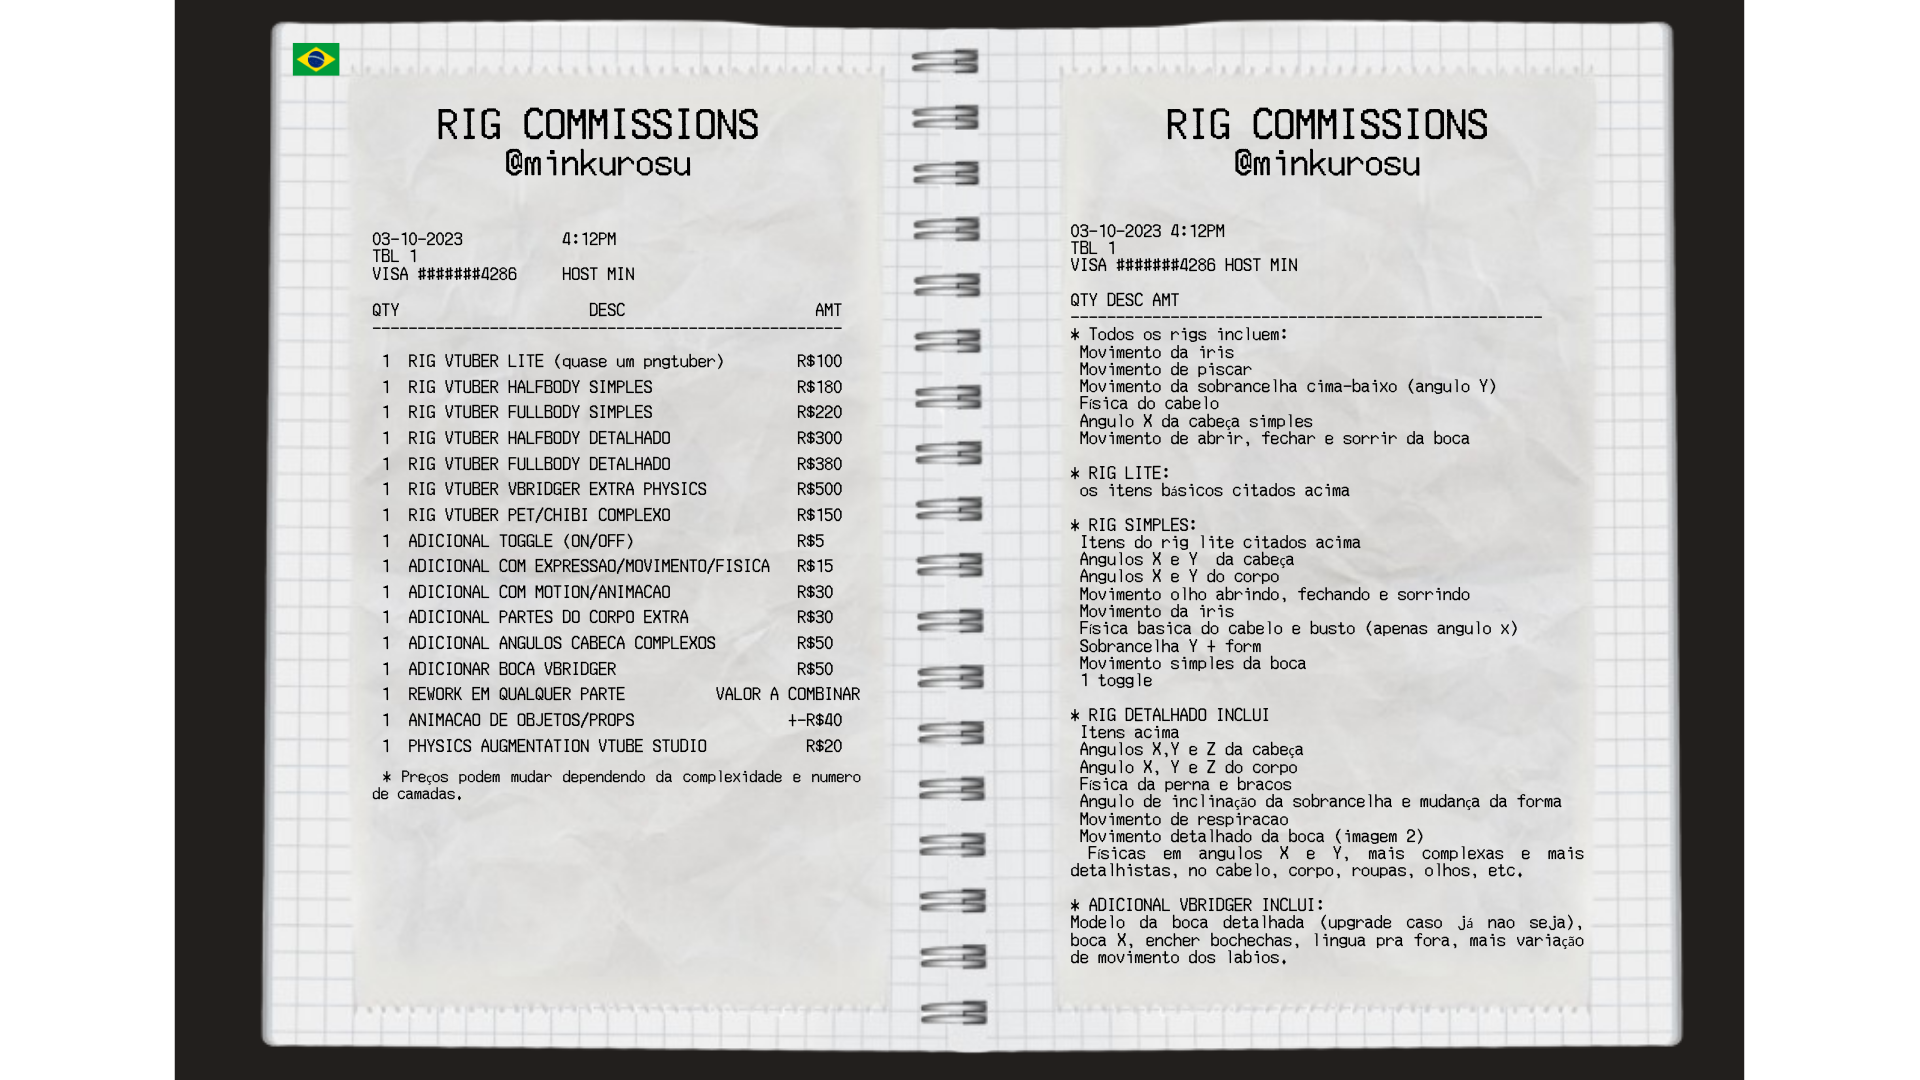 RIG COMMISSIONS
@minkurosu
03-10-2023 4:12PM
TBL 1
VISA #######4286 HOST MIN
QTY DESC AMT
1 RIG VTUBER LITE (quase um pngtuber) R$100
1 RIG VTUBER HALFBODY SIMPLES R$180
1 RIG VTUBER FULLBODY SIMPLES R$220
1 RIG VTUBER HALFBODY DETALHADO R$300
1 RIG VTUBER FULLBODY DETALHADO R$380
1 RIG VTUBER VBRIDGER EXTRA PHYSICS R$500
1 RIG VTUBER PET/CHIBI COMPLEXO R$150
1 ADICIONAL TOGGLE (ON/OFF) R$5
1 ADICIONAL COM EXPRESSAO/MOVIMENTO/FISICA R$15
1 ADICIONAL COM MOTION/ANIMACAO R$30
1 ADICIONAL PARTES DO CORPO EXTRA R$30
1 ADICIONAL ANGULOS CABECA COMPLEXOS R$50
1 ADICIONAR BOCA VBRIDGER R$50
1 REWORK EM QUALQUER PARTE VALOR A COMBINAR
1 ANIMACAO DE OBJETOS/PROPS +-R$40
1 PHYSICS AUGMENTATION VTUBE STUDIO R$20
* Preços podem mudar dependendo da complexidade e numero
de camadas.
RIG COMMISSIONS
@minkurosu
03-10-2023 4:12PM
TBL 1
VISA #######4286 HOST MIN
QTY DESC AMT
* Todos os rigs incluem:
Movimento da iris
Movimento de piscar
Movimento da sobrancelha cima-baixo (angulo Y)
Física do cabelo
Angulo X da cabeça simples
Movimento de abrir, fechar e sorrir da boca
* RIG LITE:
os itens básicos citados acima
* RIG SIMPLES:
Itens do rig lite citados acima
Angulos X e Y da cabeça
Angulos X e Y do corpo
Movimento olho abrindo, fechando e sorrindo
Movimento da iris
Física basica do cabelo e busto (apenas angulo x)
Sobrancelha Y + form
Movimento simples da boca
1 toggle
* RIG DETALHADO INCLUI
Itens acima
Angulos X,Y e Z da cabeça
Angulo X, Y e Z do corpo
Física da perna e bracos
Angulo de inclinação da sobrancelha e mudança da forma
Movimento de respiracao
Movimento detalhado da boca (imagem 2)
Físicas em angulos X e Y, mais complexas e mais
detalhistas, no cabelo, corpo, roupas, olhos, etc.
* ADICIONAL VBRIDGER INCLUI:
Modelo da boca detalhada (upgrade caso já nao seja),
boca X, encher bochechas, lingua pra fora, mais variação
de movimento dos labios.